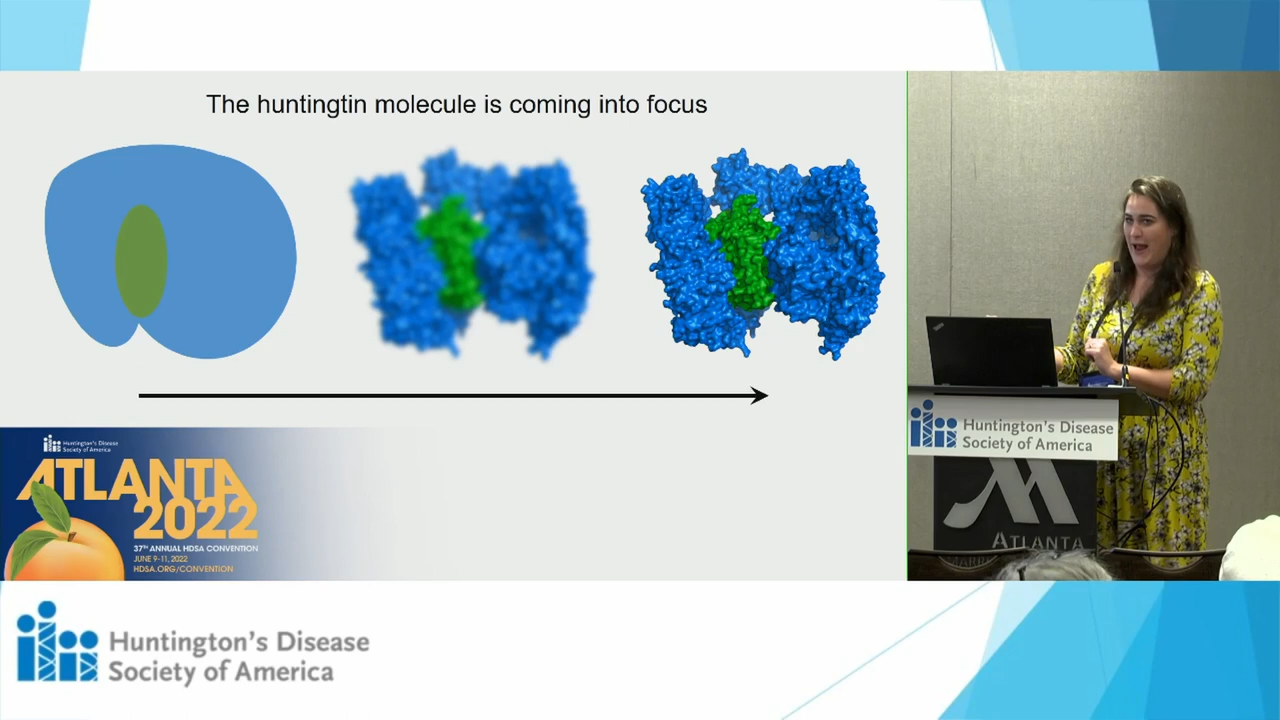 The huntingtin molecule is coming into focus
Huntington's Disease
Society of America
ATLANTA
2022
37TH ANNUAL HDSA CONVENTION
JUNE 9-11, 2022
HDSA.ORG/CONVENTION
Huntington's Disease
Society of America
ATLANTA
Huntington's Disease
Society of America